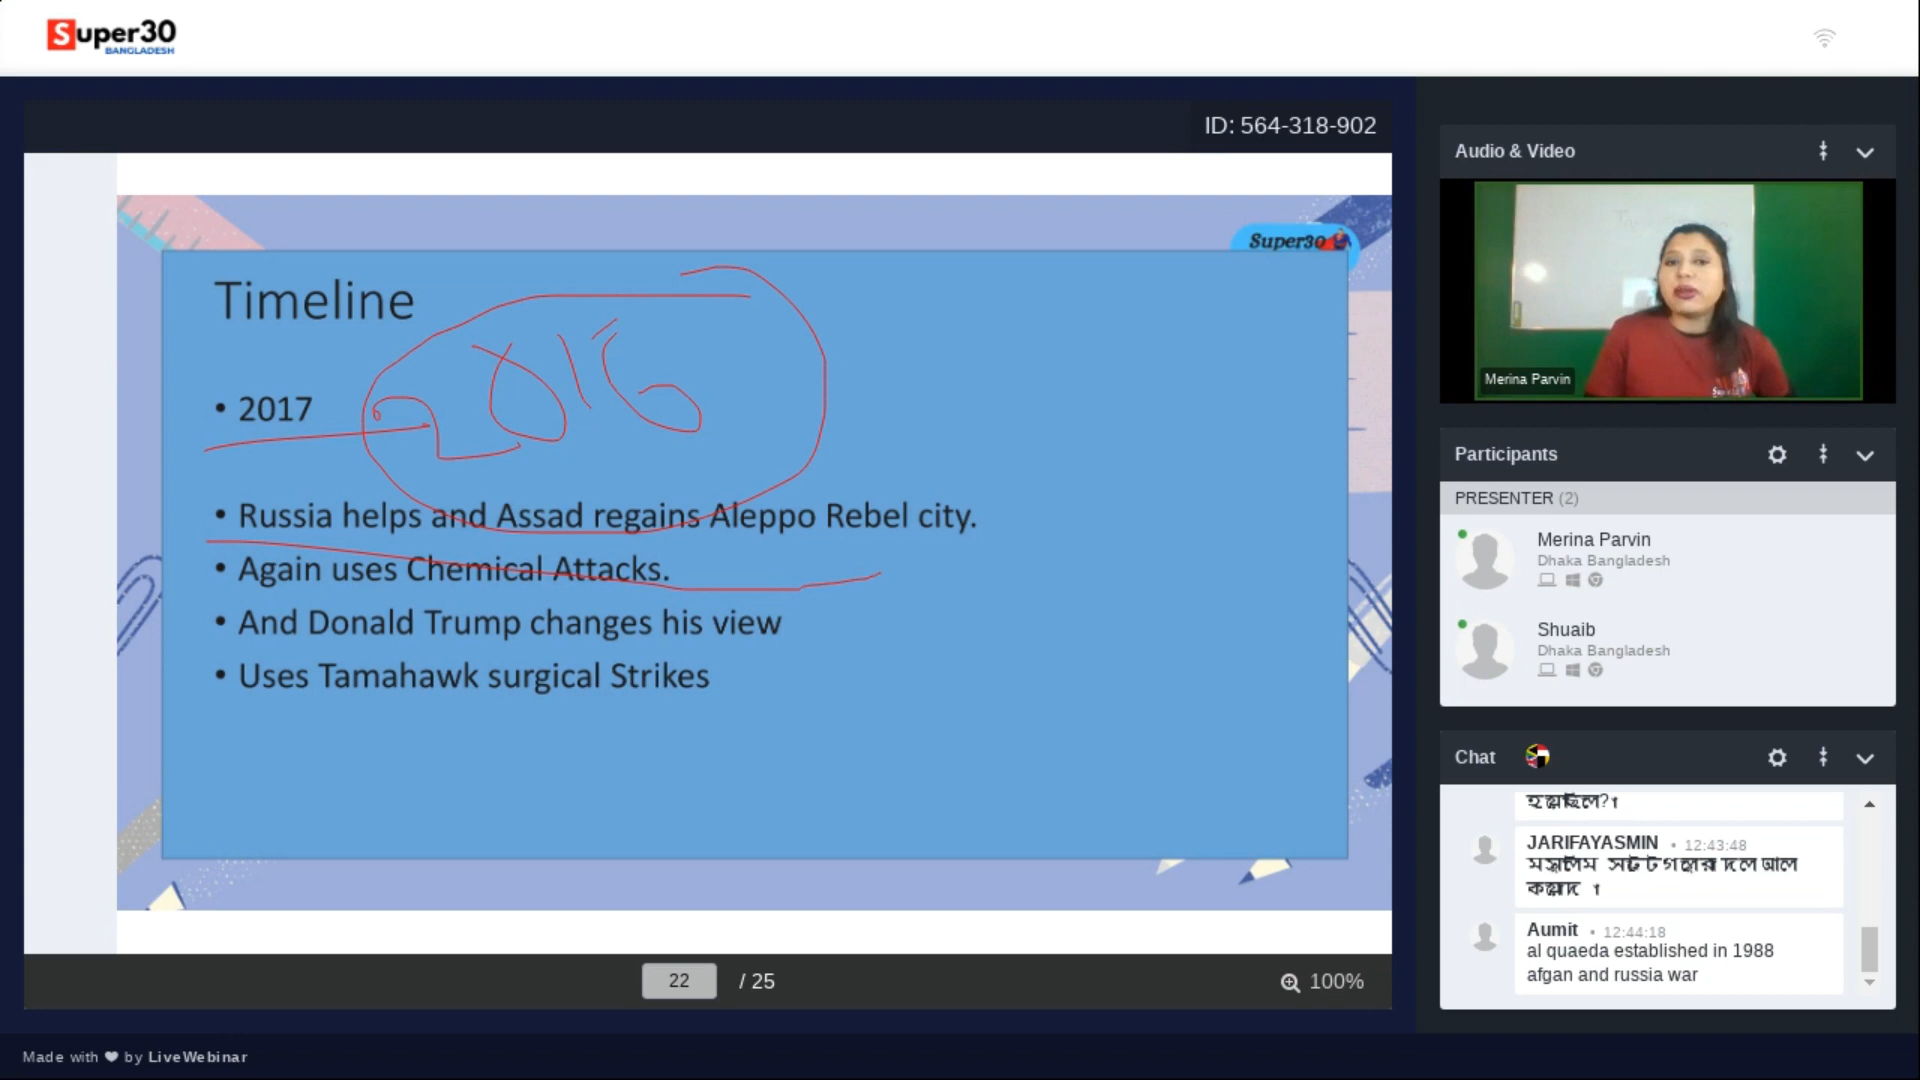 Super30
BANGLADESH
ID: 564-318-902
Super30
Timeline
• 2017
2016
• Russia helps and Assad regains Aleppo Rebel city.
• Again uses Chemical Attacks.
• And Donald Trump changes his view
• Uses Tamahawk surgical Strikes
22 / 25
100%
Audio & Video
Merina Parvin
Participants
PRESENTER (2)
Merina Parvin
Dhaka Bangladesh
Shuaib
Dhaka Bangladesh
Chat
JARIFAYASMIN • 12:43:48
Aumit • 12:44:18
al quaeda established in 1988
afgan and russia war
Made with ❤ by LiveWebinar